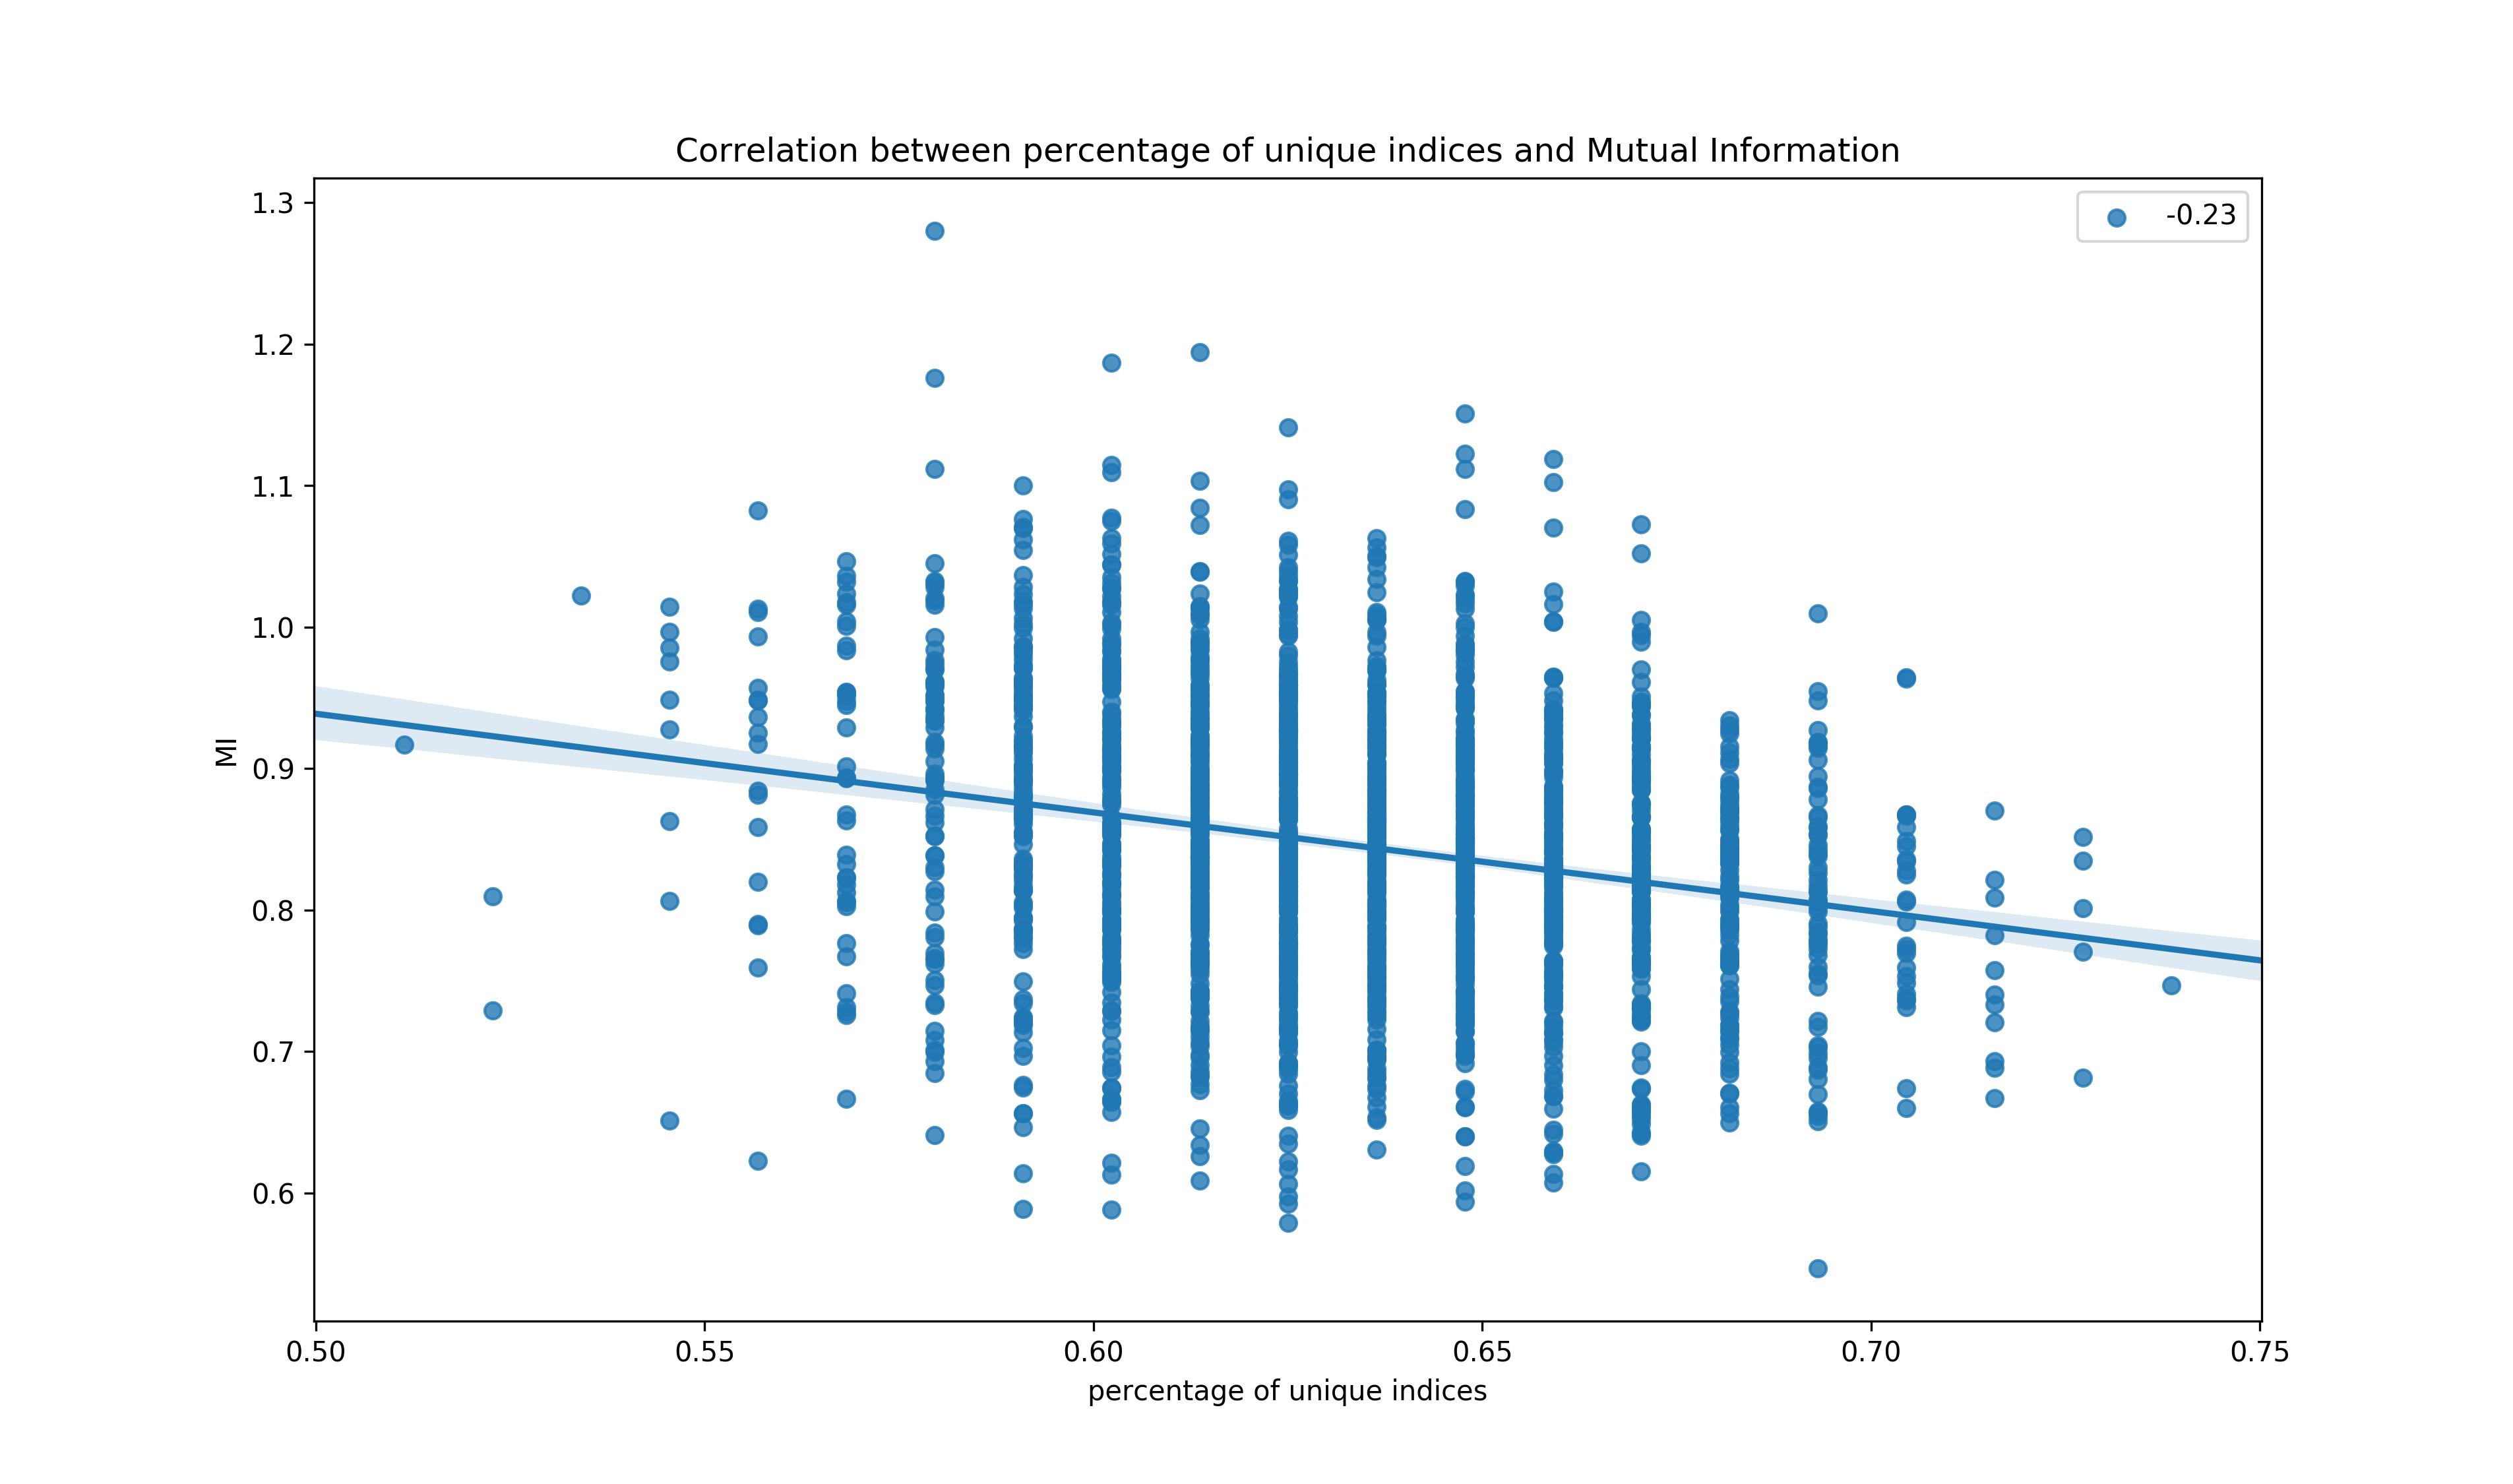 Correlation between percentage of unique indices and Mutual Information
-0.23
1.3
1.2
1.1
1.0
0.9
0.8
0.7
0.6
MI
0.50 0.55 0.60 0.65 0.70 0.75
percentage of unique indices